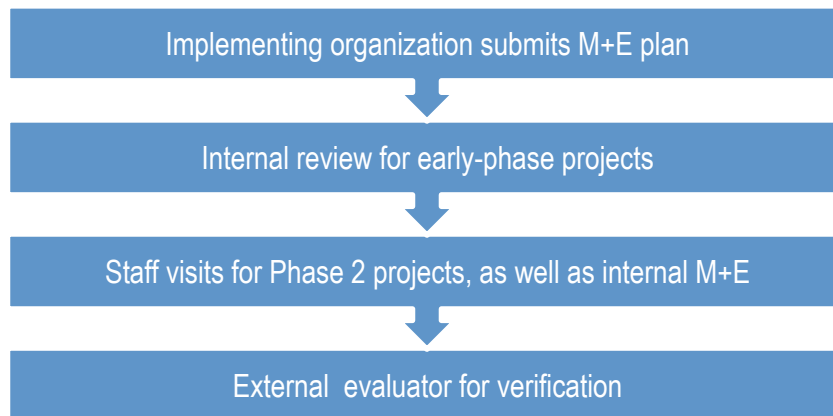 Implementing organization submits M+E plan
Internal review for early-phase projects
Staff visits for Phase 2 projects, as well as internal M+E
External  evaluator for verification